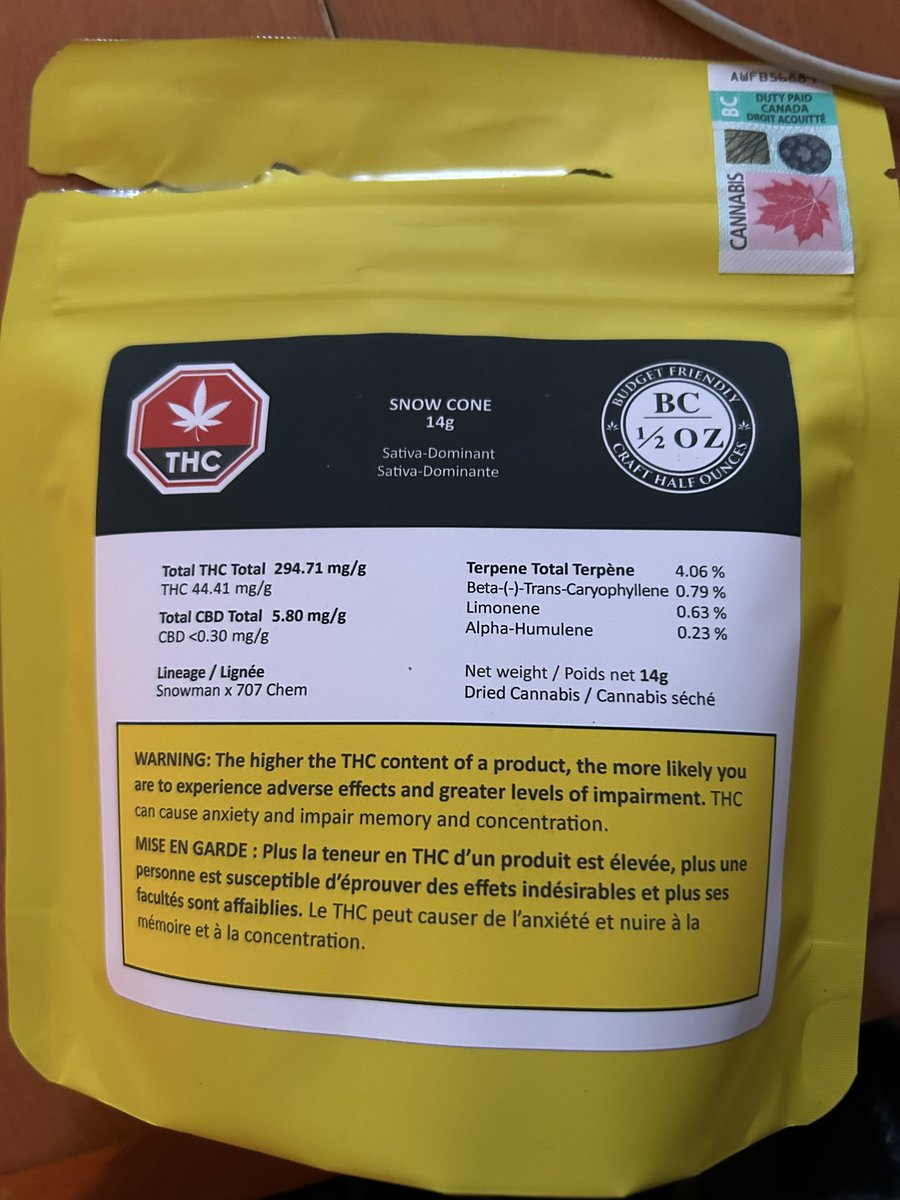 BC
DUTY PAID
CANADA
DROIT ACQUITTÉ
CANNABIS
THC
SNOW CONE
14g
Sativa-Dominant
Sativa-Dominante
BUDGET FRIENDLY
BC
½ OZ
CRAFT HALF OUNCES
Total THC Total 294.71 mg/g
THC 44.41 mg/g
Total CBD Total 5.80 mg/g
CBD <0.30 mg/g
Lineage / Lignée
Snowman x 707 Chem
Terpene Total Terpène 4.06 %
Beta-(-)-Trans-Caryophyllene 0.79 %
Limonene 0.63 %
Alpha-Humulene 0.23 %
Net weight / Poids net 14g
Dried Cannabis / Cannabis séché
WARNING: The higher the THC content of a product, the more likely you
are to experience adverse effects and greater levels of impairment. THC
can cause anxiety and impair memory and concentration.
MISE EN GARDE : Plus la teneur en THC d'un produit est élevée, plus une
personne est susceptible d'éprouver des effets indésirables et plus ses
facultés sont affaiblies. Le THC peut causer de l'anxiété et nuire à la
mémoire et à la concentration.